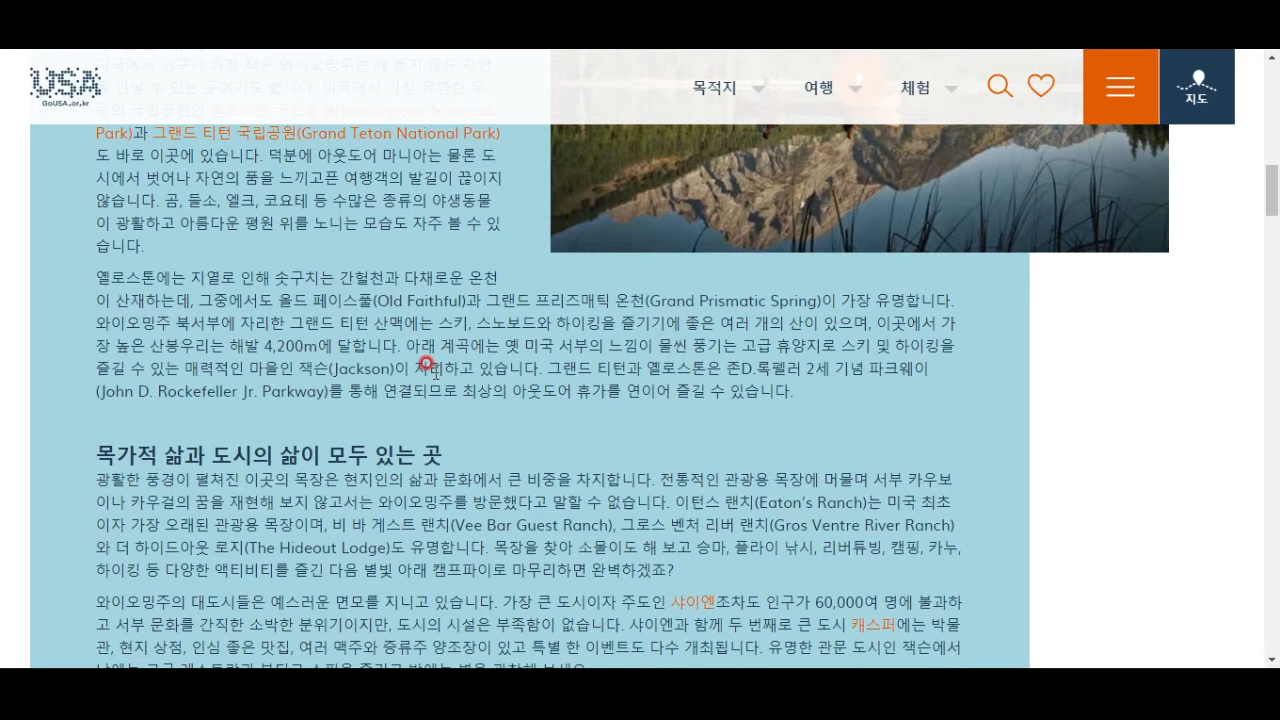 USA
GoUSA.or.kr
목적지
여행
체험
지도
Park)과 그랜드 티턴 국립공원(Grand Teton National Park)
도 바로 이곳에 있습니다. 덕분에 아웃도어 마니아는 물론 도
시에서 벗어나 자연의 품을 느끼고픈 여행객의 발길이 끊이지
않습니다. 곰, 들소, 엘크, 코요테 등 수많은 종류의 야생동물
이 광활하고 아름다운 평원 위를 노니는 모습도 자주 볼 수 있
습니다.
옐로스톤에는 지열로 인해 솟구치는 간헐천과 다채로운 온천
이 산재하는데, 그중에서도 올드 페이스풀(Old Faithful)과 그랜드 프리즈매틱 온천(Grand Prismatic Spring)이 가장 유명합니다.
와이오밍주 북서부에 자리한 그랜드 티턴 산맥에는 스키, 스노보드와 하이킹을 즐기기에 좋은 여러 개의 산이 있으며, 이곳에서 가
장 높은 산봉우리는 해발 4,200m에 달합니다. 아래 계곡에는 옛 미국 서부의 느낌이 물씬 풍기는 고급 휴양지로 스키 및 하이킹을
즐길 수 있는 매력적인 마을인 잭슨(Jackson)이 자리하고 있습니다. 그랜드 티턴과 옐로스톤은 존D.록펠러 2세 기념 파크웨이
(John D. Rockefeller Jr. Parkway)를 통해 연결되므로 최상의 아웃도어 휴가를 연이어 즐길 수 있습니다.
목가적 삶과 도시의 삶이 모두 있는 곳
광활한 풍경이 펼쳐진 이곳의 목장은 현지인의 삶과 문화에서 큰 비중을 차지합니다. 전통적인 관광용 목장에 머물며 서부 카우보
이나 카우걸의 꿈을 재현해 보지 않고서는 와이오밍주를 방문했다고 말할 수 없습니다. 이턴스 랜치(Eaton's Ranch)는 미국 최초
이자 가장 오래된 관광용 목장이며, 비 바 게스트 랜치(Vee Bar Guest Ranch), 그로스 벤처 리버 랜치(Gros Ventre River Ranch)
와 더 하이드아웃 로지(The Hideout Lodge)도 유명합니다. 목장을 찾아 소몰이도 해 보고 승마, 플라이 낚시, 리버튜빙, 캠핑, 카누,
하이킹 등 다양한 액티비티를 즐긴 다음 별빛 아래 캠프파이로 마무리하면 완벽하겠죠?
와이오밍주의 대도시들은 예스러운 면모를 지니고 있습니다. 가장 큰 도시이자 주도인 샤이엔조차도 인구가 60,000여 명에 불과하
고 서부 문화를 간직한 소박한 분위기이지만, 도시의 시설은 부족함이 없습니다. 샤이엔과 함께 두 번째로 큰 도시 캐스퍼에는 박물
관, 현지 상점, 인심 좋은 맛집, 여러 맥주와 증류주 양조장이 있고 특별 한 이벤트도 다수 개최됩니다. 유명한 관문 도시인 잭슨에서